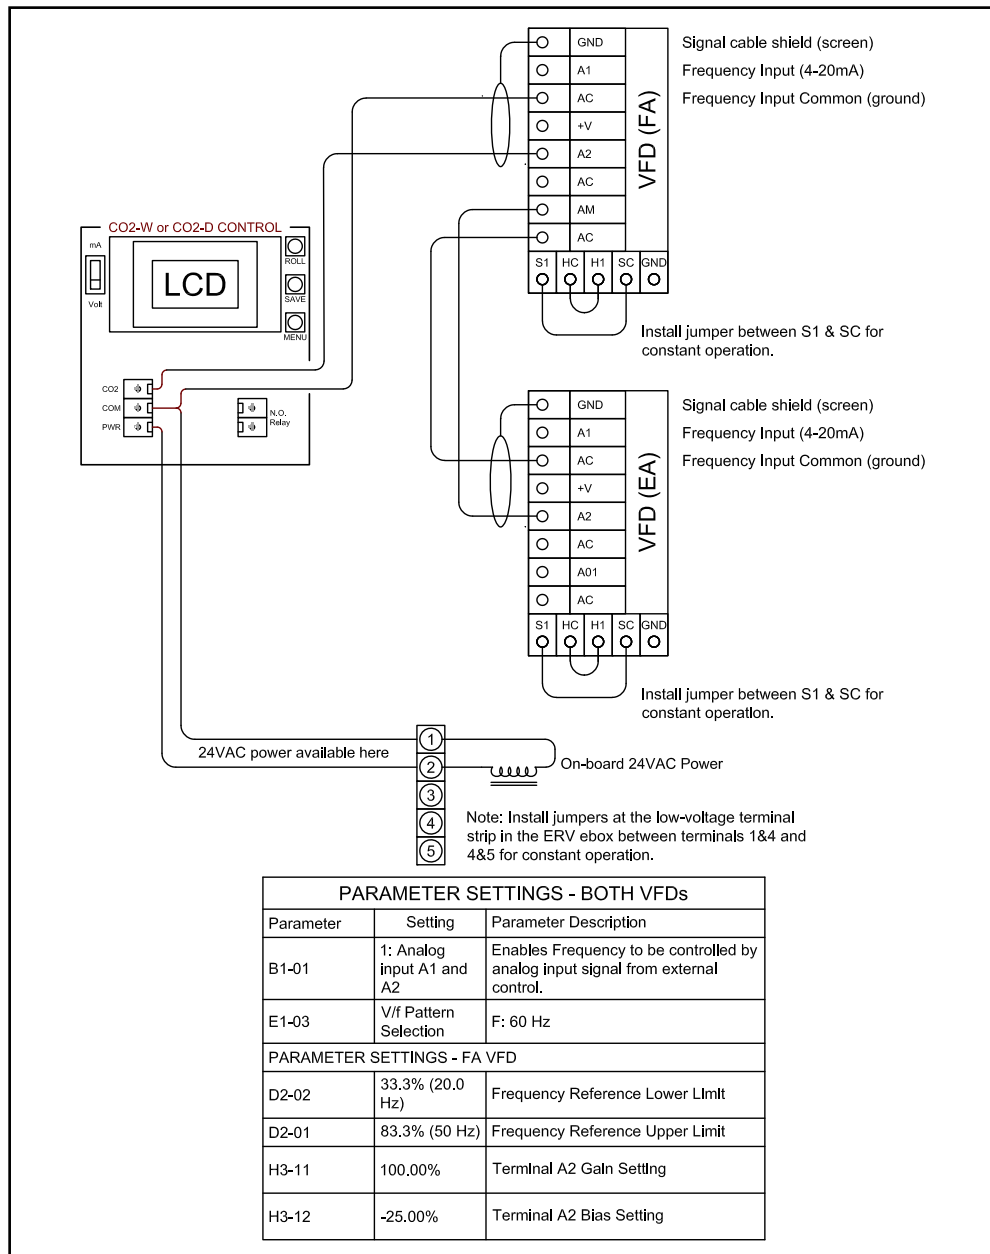 GND
Signal cable shield (screen)
A1
Frequency Input (4-20mA)
AC
Frequency Input Common (ground)
+V
A2
AC
AM
AC
VFD (FA)
S1 HC H1 SC GND
Install jumper between S1 & SC for
constant operation.
CO2-W or CO2-D CONTROL
mA
Volt
LCD
ROLL
SAVE
MENU
CO2
COM
PWR
N.O.
Relay
GND
Signal cable shield (screen)
A1
Frequency Input (4-20mA)
AC
Frequency Input Common (ground)
+V
A2
AC
A01
AC
VFD (EA)
S1 HC H1 SC GND
Install jumper between S1 & SC for
constant operation.
24VAC power available here
1
2
3
4
5
On-board 24VAC Power
Note: Install jumpers at the low-voltage terminal
strip in the ERV ebox between terminals 1&4 and
4&5 for constant operation.
PARAMETER SETTINGS - BOTH VFDs
Parameter Setting Parameter Description
B1-01
1: Analog
input A1 and
A2
Enables Frequency to be controlled by
analog input signal from external
control.
E1-03
V/f Pattern
Selection
F: 60 Hz
PARAMETER SETTINGS - FA VFD
D2-02
33.3% (20.0
Hz)
Frequency Reference Lower Limit
D2-01 83.3% (50 Hz) Frequency Reference Upper Limit
H3-11 100.00% Terminal A2 Gain Setting
H3-12 -25.00% Terminal A2 Bias Setting